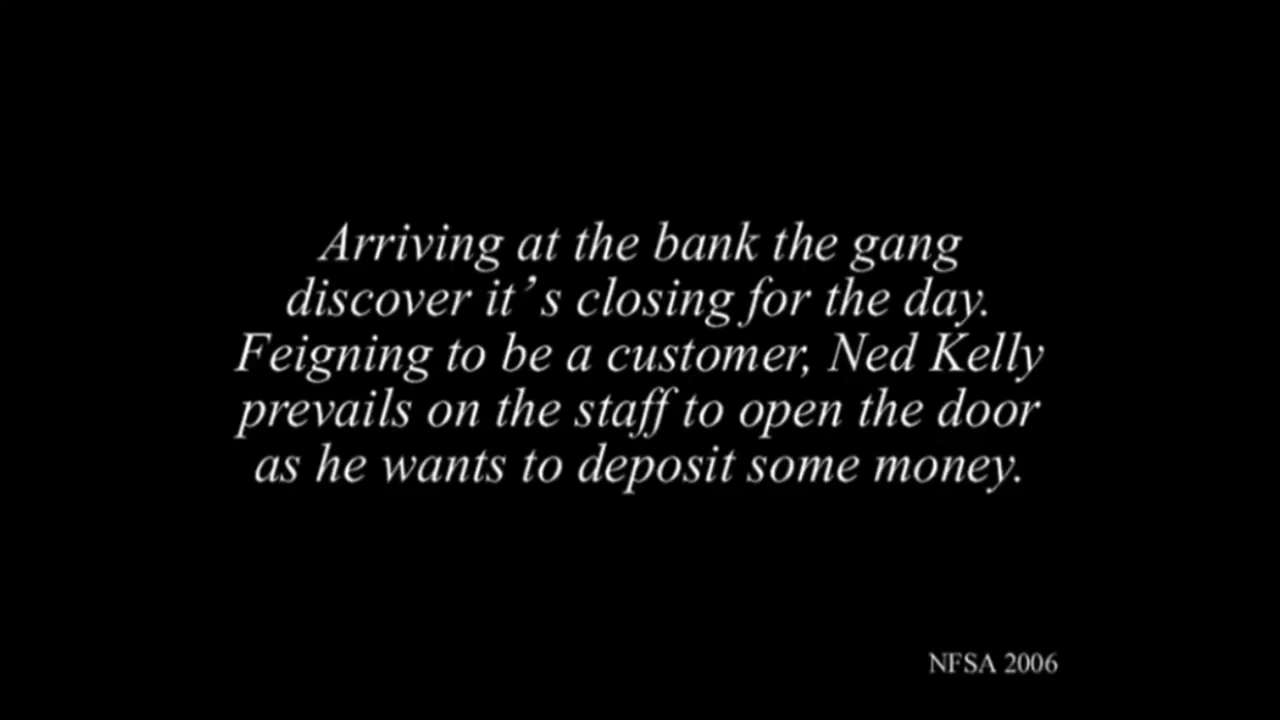 Arriving at the bank the gang
discover it’s closing for the day.
Feigning to be a customer, Ned Kelly
prevails on the staff to open the door
as he wants to deposit some money.
NFSA 2006